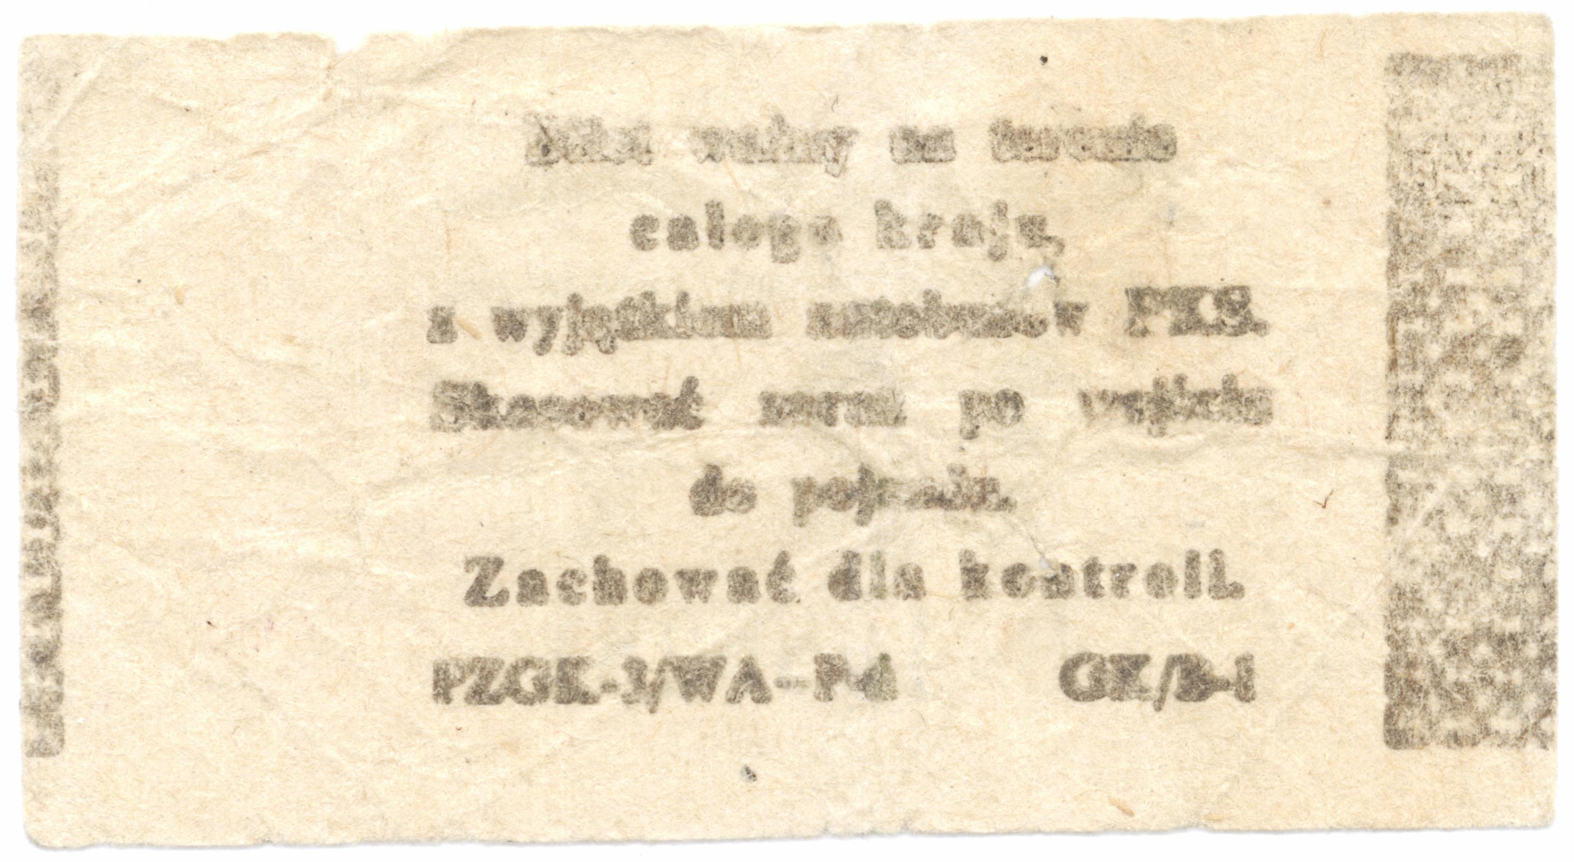 Bilet ważny na terenie
całego kraju,
z wyjątkiem autobusów PKS.
Skasować zaraz po wejściu
do pojazdu.
Zachować dla kontroli.
PZGK-3/WA--Pd GK/B-1